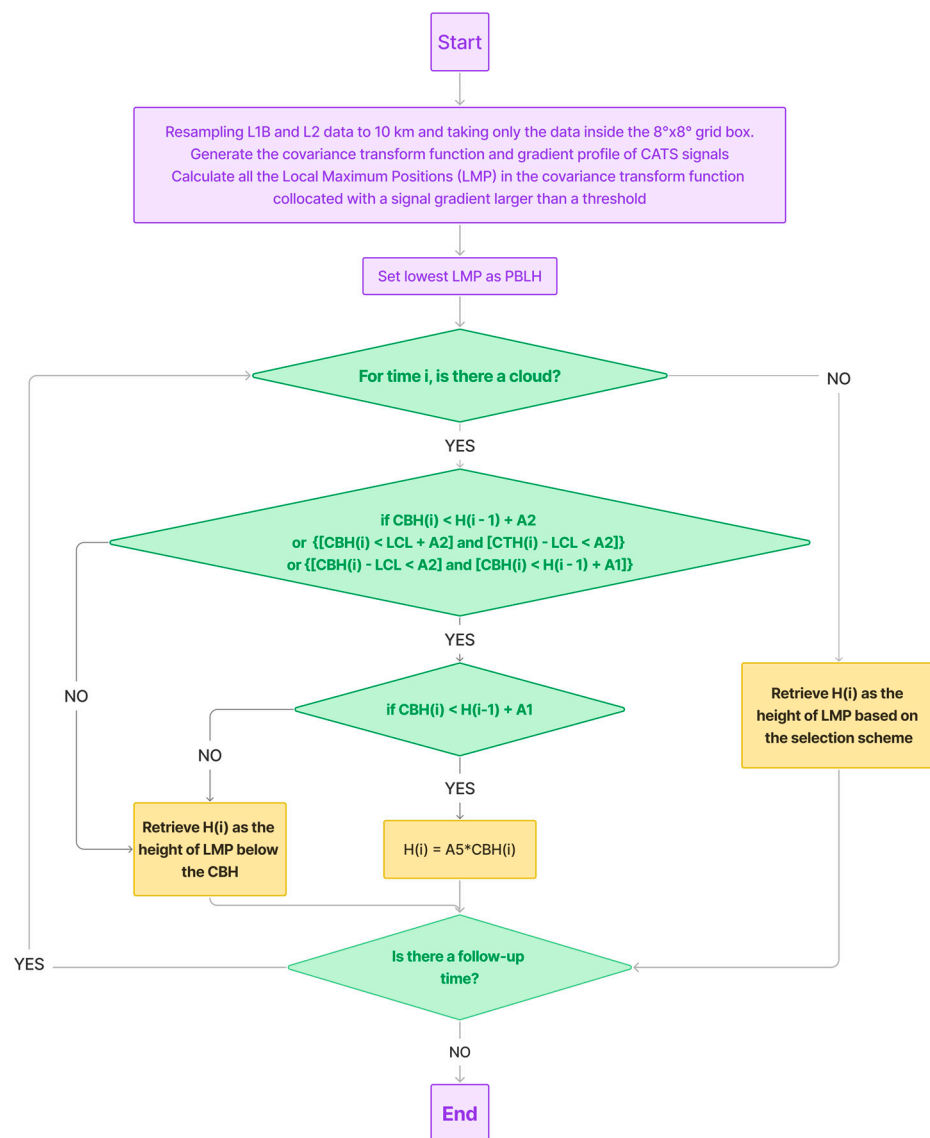 Start
Resampling L1B and L2 data to 10 km and taking only the data inside the 8°x8° grid box.
Generate the covariance transform function and gradient profile of CATS signals
Calculate all the Local Maximum Positions (LMP) in the covariance transform function
collocated with a signal gradient larger than a threshold
Set lowest LMP as PBLH
For time i, is there a cloud?
NO
YES
if CBH(i) < H(i - 1) + A2
or {[CBH(i) < LCL + A2] and [CTH(i) - LCL < A2]}
or {[CBH(i) - LCL < A2] and [CBH(i) < H(i - 1) + A1]}
YES
NO
if CBH(i) < H(i-1) + A1
Retrieve H(i) as the
height of LMP based on
the selection scheme
NO
YES
Retrieve H(i) as the
height of LMP below
the CBH
H(i) = A5*CBH(i)
Is there a follow-up
time?
YES
NO
End